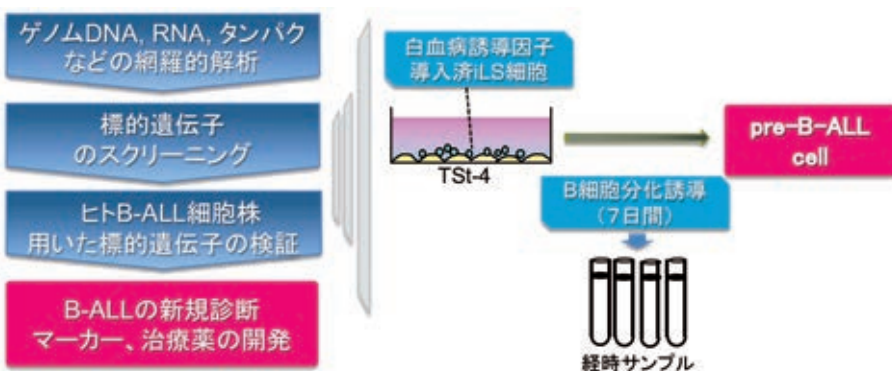 ゲノムDNA, RNA, タンパク
などの網羅的解析
標的遺伝子
のスクリーニング
ヒトB-ALL細胞株
用いた標的遺伝子の検証
B-ALLの新規診断
マーカー、治療薬の開発
白血病誘導因子
導入済iLS細胞
TSt-4
B細胞分化誘導
(7日間)
経時サンプル
pre-B-ALL
cell